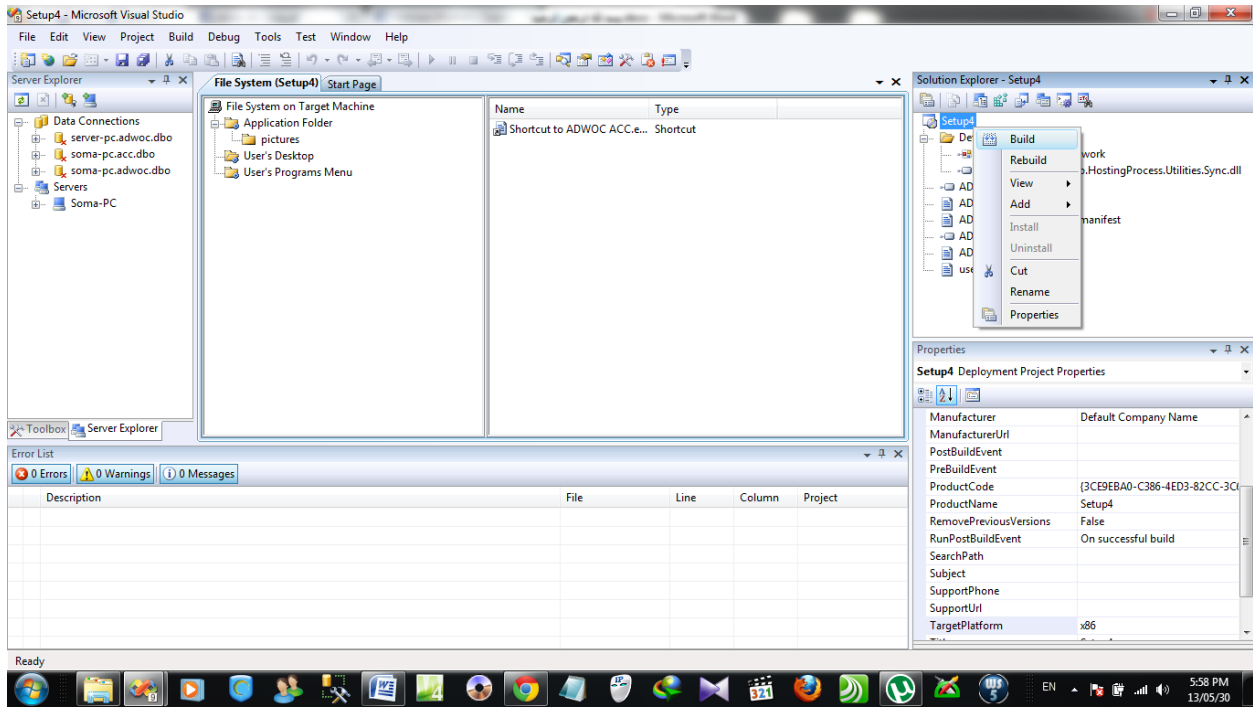 Setup4 - Microsoft Visual Studio
File Edit View Project Build Debug Tools Test Window Help
Server Explorer
Data Connections
server-pc.adwoc.dbo
soma-pc.acc.dbo
soma-pc.adwoc.dbo
Servers
Soma-PC
Toolbox Server Explorer
File System (Setup4) Start Page
File System on Target Machine
Application Folder
pictures
User's Desktop
User's Programs Menu
Name Type
Shortcut to ADWOC ACC.e... Shortcut
Solution Explorer - Setup4
Setup4
De
work
o.HostingProcess.Utilities.Sync.dll
AD
AD
AD manifest
AD
AD
use
Build
Rebuild
View
Add
Install
Uninstall
Cut
Rename
Properties
Properties
Setup4 Deployment Project Properties
Manufacturer Default Company Name
ManufacturerUrl
PostBuildEvent
PreBuildEvent
ProductCode {3CE9EBA0-C386-4ED3-82CC-3C
ProductName Setup4
RemovePreviousVersions False
RunPostBuildEvent On successful build
SearchPath
Subject
SupportPhone
SupportUrl
TargetPlatform x86
Error List
0 Errors 0 Warnings 0 Messages
Description File Line Column Project
Ready
EN
5:58 PM
13/05/30